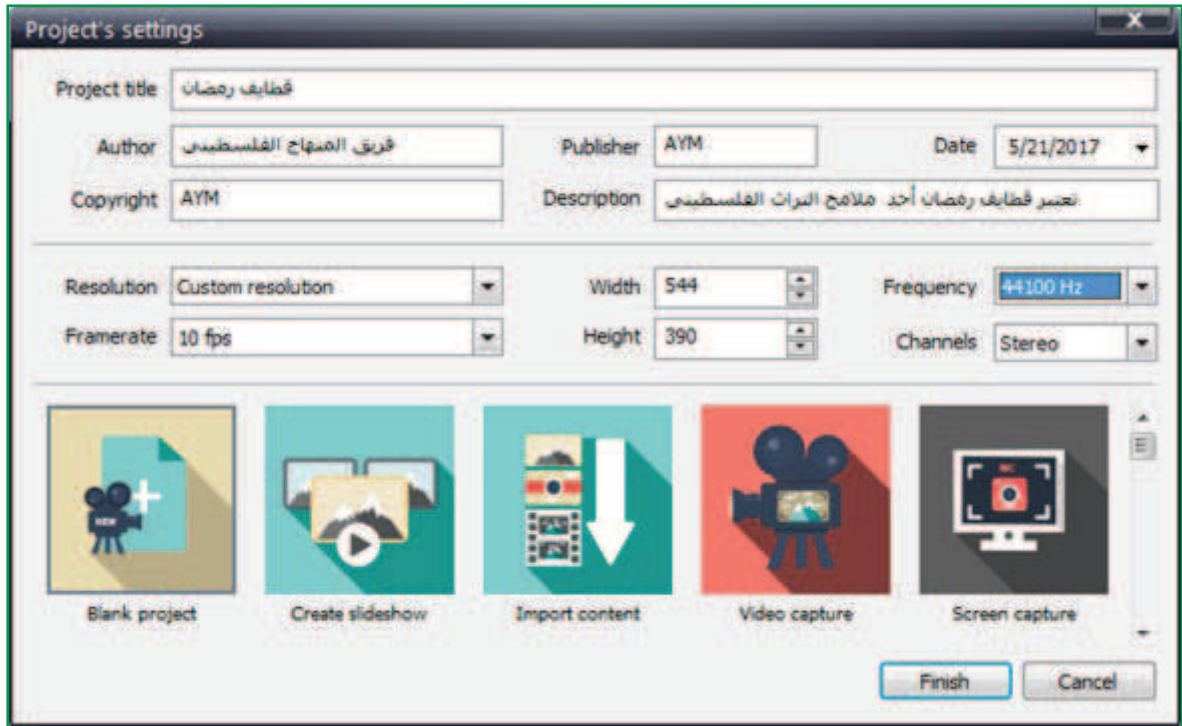 Project's settings
X
Project title قطايف رمضان
Author فريق المنهاج الفلسطيني Publisher AYM Date 5/21/2017
Copyright AYM Description تعتبر قطايف رمضان أحد ملامح التراث الفلسطيني
Resolution Custom resolution Width 544 Frequency 44100 Hz
Framerate 10 fps Height 390 Channels Stereo
NEW REC
Blank project Create slideshow Import content Video capture Screen capture
Finish Cancel